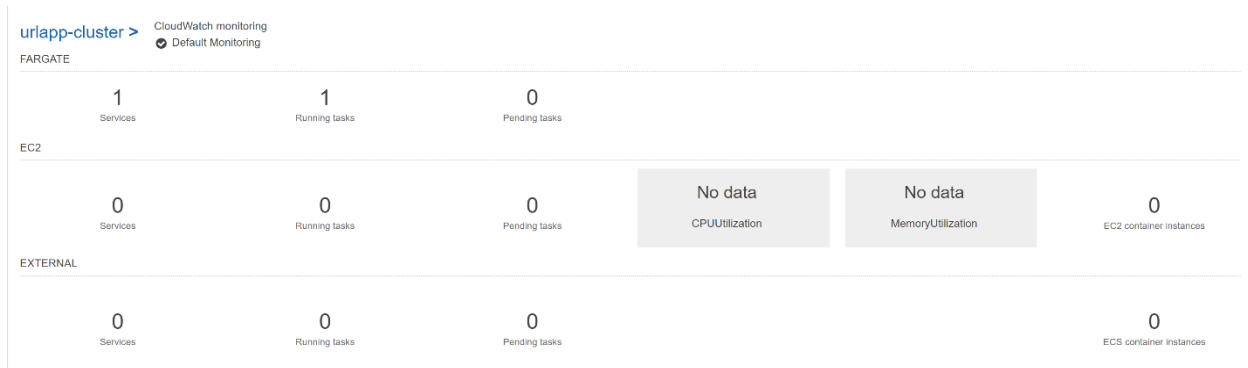 urlapp-cluster >
CloudWatch monitoring
Default Monitoring
FARGATE
1 1 0
Services Running tasks Pending tasks
EC2
0 0 0 No data No data 0
Services Running tasks Pending tasks CPUUtilization MemoryUtilization EC2 container instances
EXTERNAL
0 0 0 0
Services Running tasks Pending tasks ECS container instances